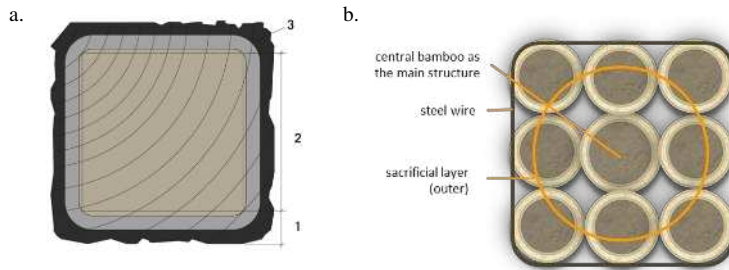 a.
3
2
1
b.
central bamboo as
the main structure
steel wire
sacrificial layer
(outer)